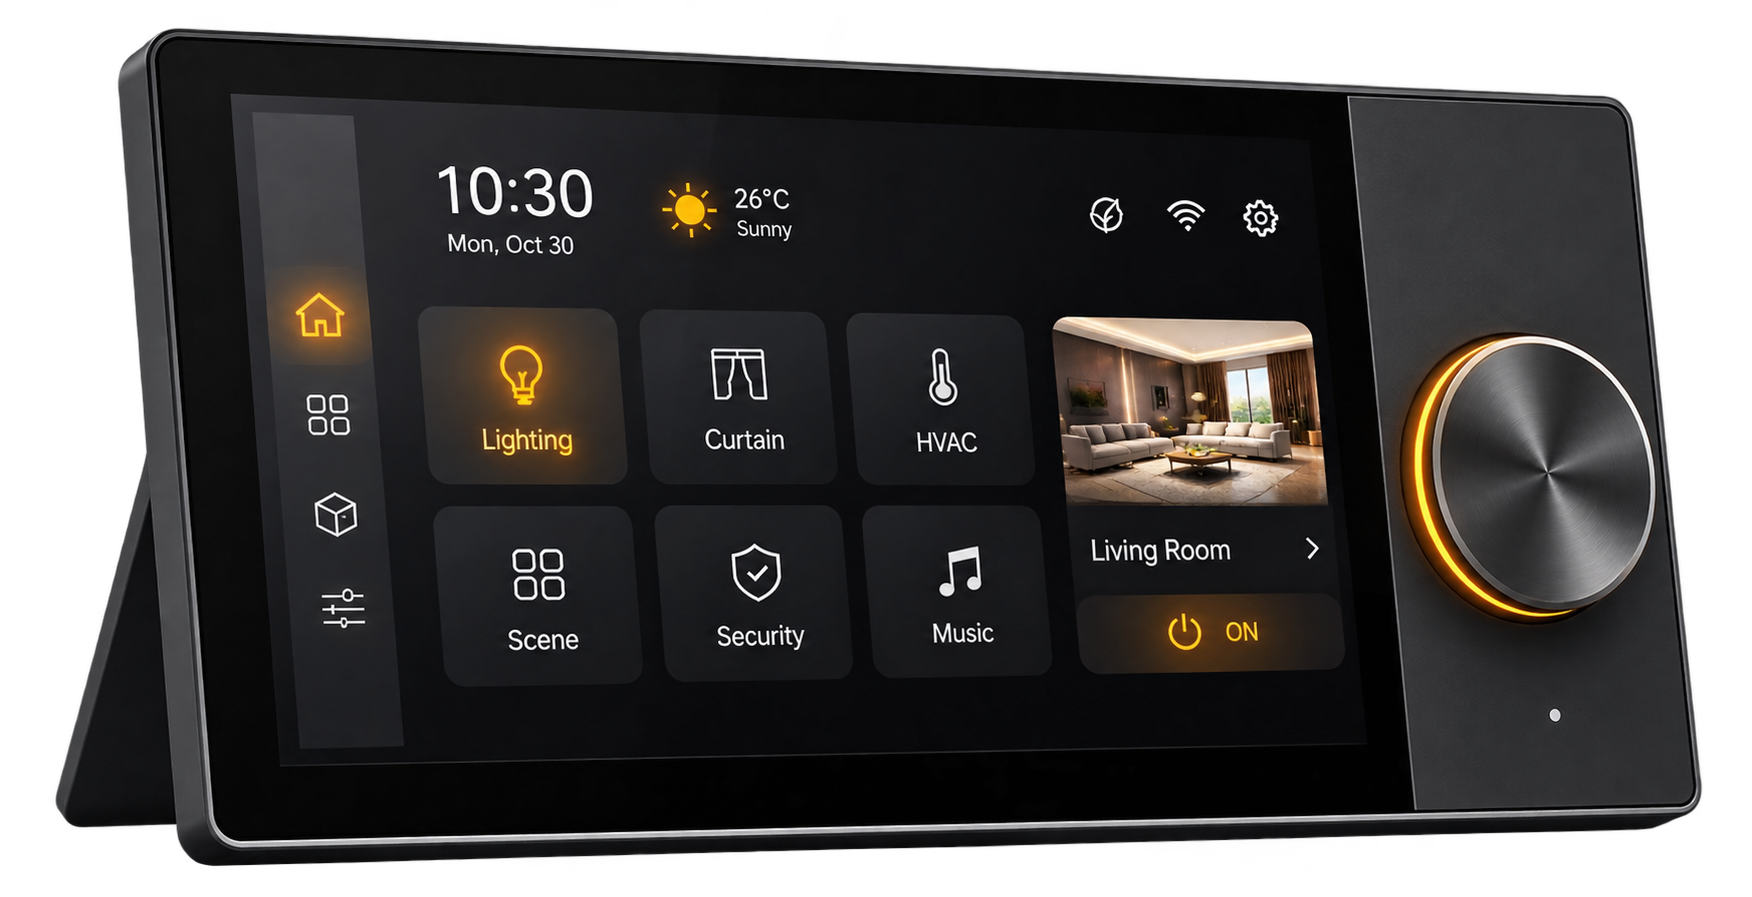 10:30
Mon, Oct 30
26°C
Sunny
Lighting
Curtain
HVAC
Scene
Security
Music
Living Room
ON